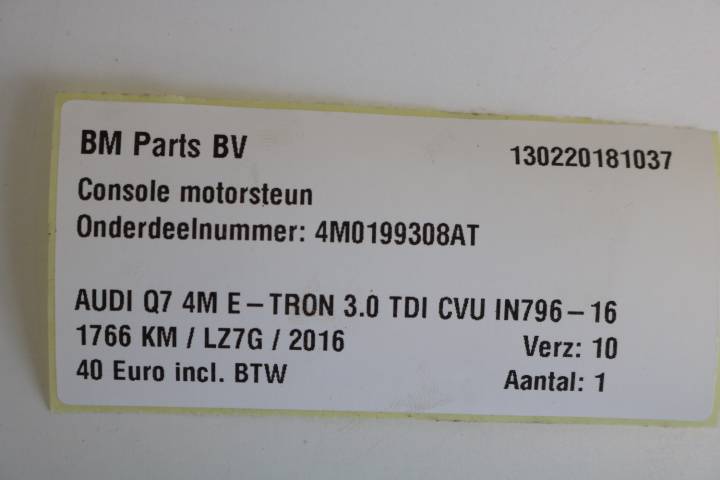 BM Parts BV 130220181037
Console motorsteun
Onderdeelnummer: 4M0199308AT
AUDI Q7 4M E-TRON 3.0 TDI CVU IN796-16
1766 KM / LZ7G / 2016 Verz: 10
40 Euro incl. BTW Aantal: 1